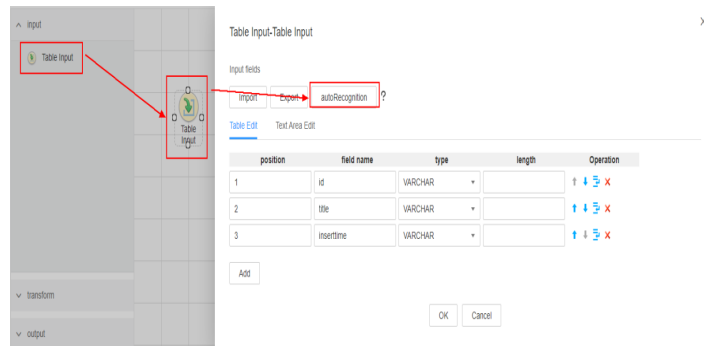 input
Table Input
transform
output
Table
Input
Table Input-Table Input
X
Input fields
Import Export autoRecognition ?
Table Edit Text Area Edit
position field name type length Operation
1 id VARCHAR
2 title VARCHAR
3 inserttime VARCHAR
Add
OK Cancel